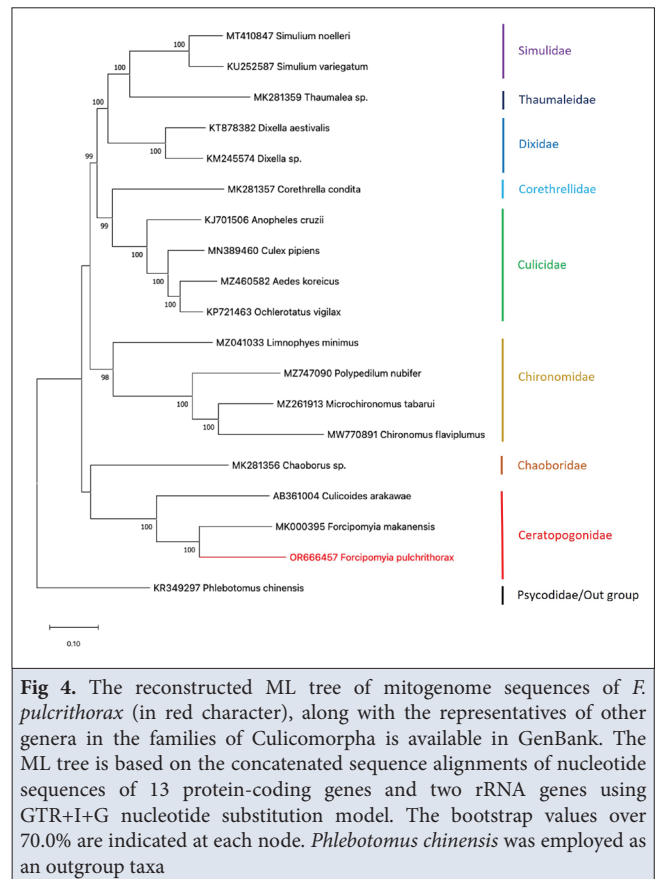 100
MT410847 Simulium noelleri
KU252587 Simulium variegatum
Simulidae
100
MK281359 Thaumalea sp.
Thaumaleidae
100
KT878382 Dixella aestivalis
100
KM245574 Dixella sp.
Dixidae
99
MK281357 Corethrella condita
Corethrellidae
99
KJ701506 Anopheles cruzii
100
MN389460 Culex pipiens
100
MZ460582 Aedes koreicus
100
KP721463 Ochlerotatus vigilax
Culicidae
MZ041033 Limnophyes minimus
98
MZ747090 Polypedilum nubifer
100
MZ261913 Microchironomus tabarui
100
MW770891 Chironomus flaviplumus
Chironomidae
MK281356 Chaoborus sp.
Chaoboridae
AB361004 Culicoides arakawae
100
MK000395 Forcipomyia makanensis
100
OR666457 Forcipomyia pulchrithorax
Ceratopogonidae
KR349297 Phlebotomus chinensis
Psycodidae/Out group
0.10
Fig 4. The reconstructed ML tree of mitogenome sequences of F.
pulcrithorax (in red character), along with the representatives of other
genera in the families of Culicomorpha is available in GenBank. The
ML tree is based on the concatenated sequence alignments of nucleotide
sequences of 13 protein-coding genes and two rRNA genes using
GTR+I+G nucleotide substitution model. The bootstrap values over
70.0% are indicated at each node. Phlebotomus chinensis was employed as
an outgroup taxa